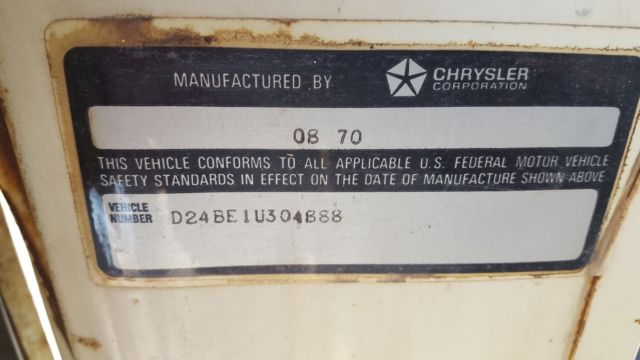 MANUFACTURED BY CHRYSLER CORPORATION
08 70
THIS VEHICLE CONFORMS TO ALL APPLICABLE U.S. FEDERAL MOTOR VEHICLE
SAFETY STANDARDS IN EFFECT ON THE DATE OF MANUFACTURE SHOWN ABOVE
VEHICLE NUMBER D24BE1U304888